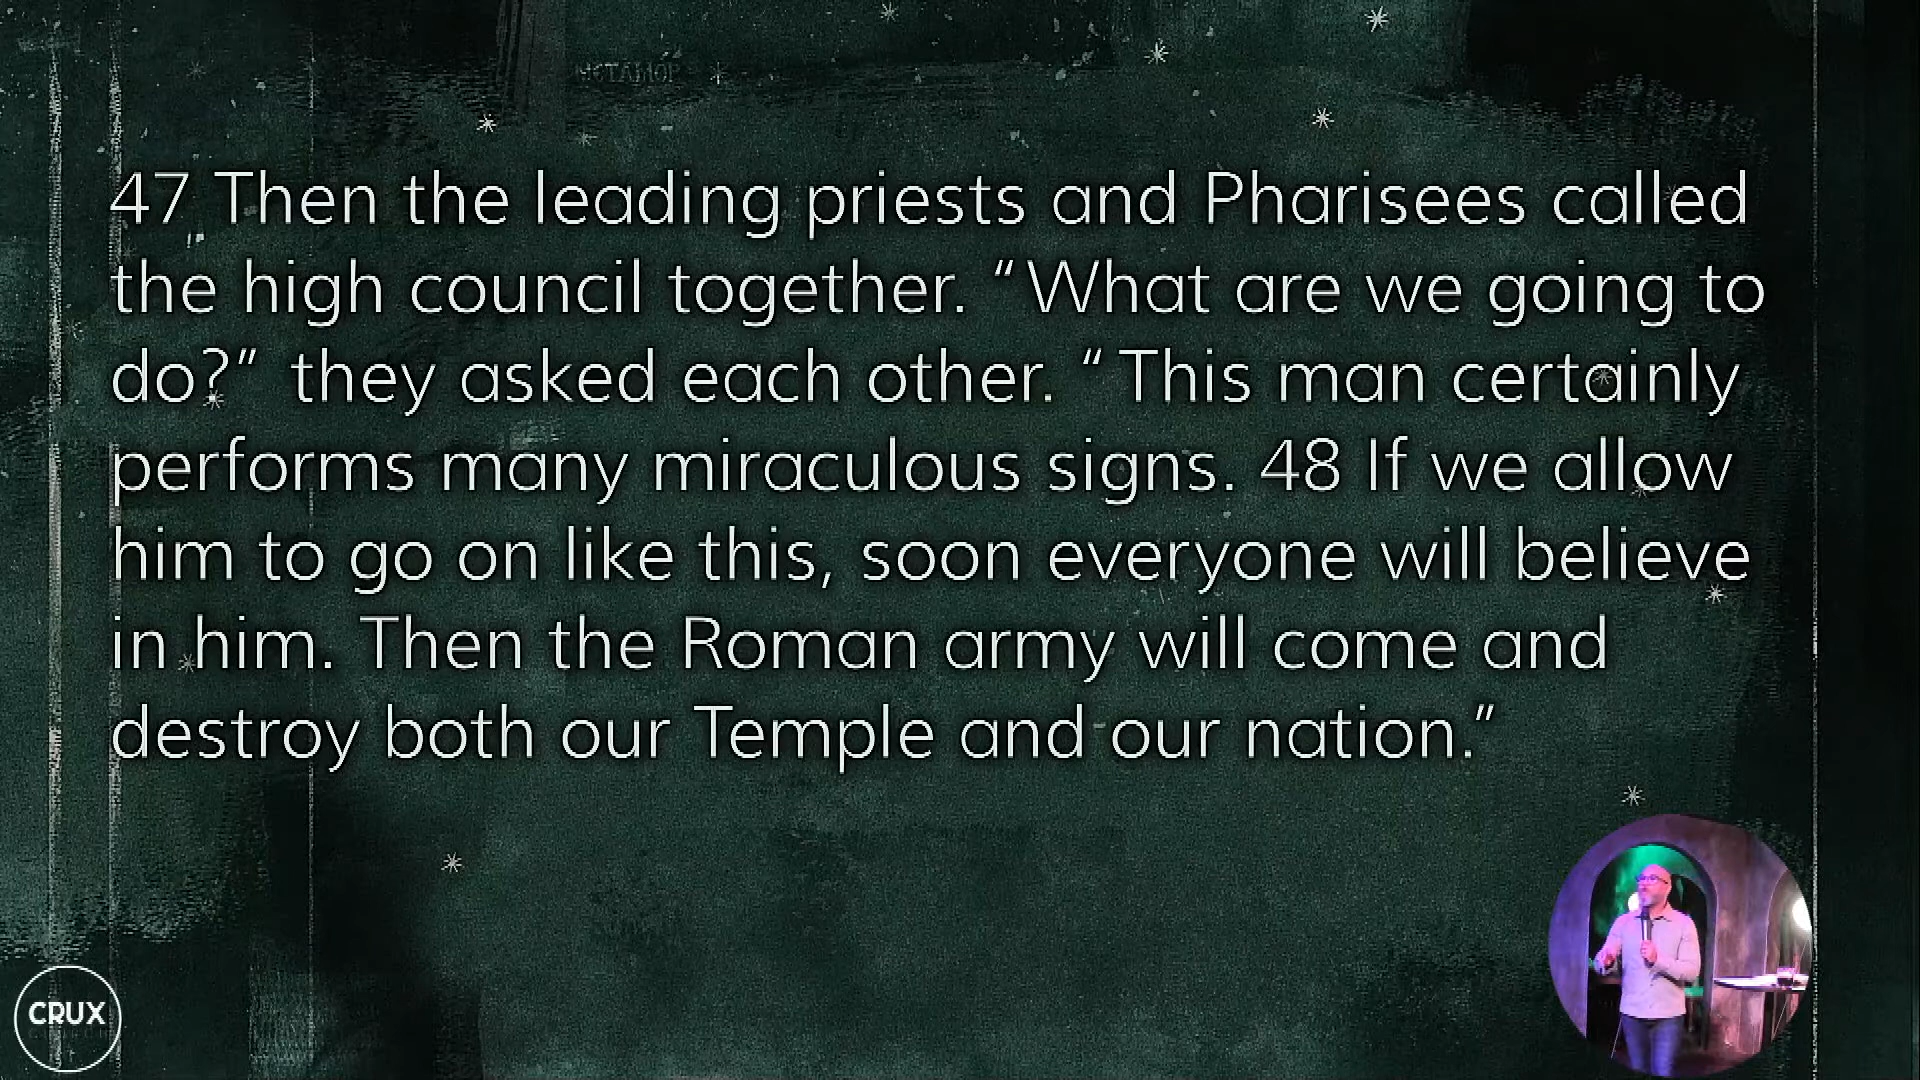 METAMOR
47 Then the leading priests and Pharisees called
the high council together. “What are we going to
do?” they asked each other. “This man certainly
performs many miraculous signs. 48 If we allow
him to go on like this, soon everyone will believe
in him. Then the Roman army will come and
destroy both our Temple and our nation.”
CRUX